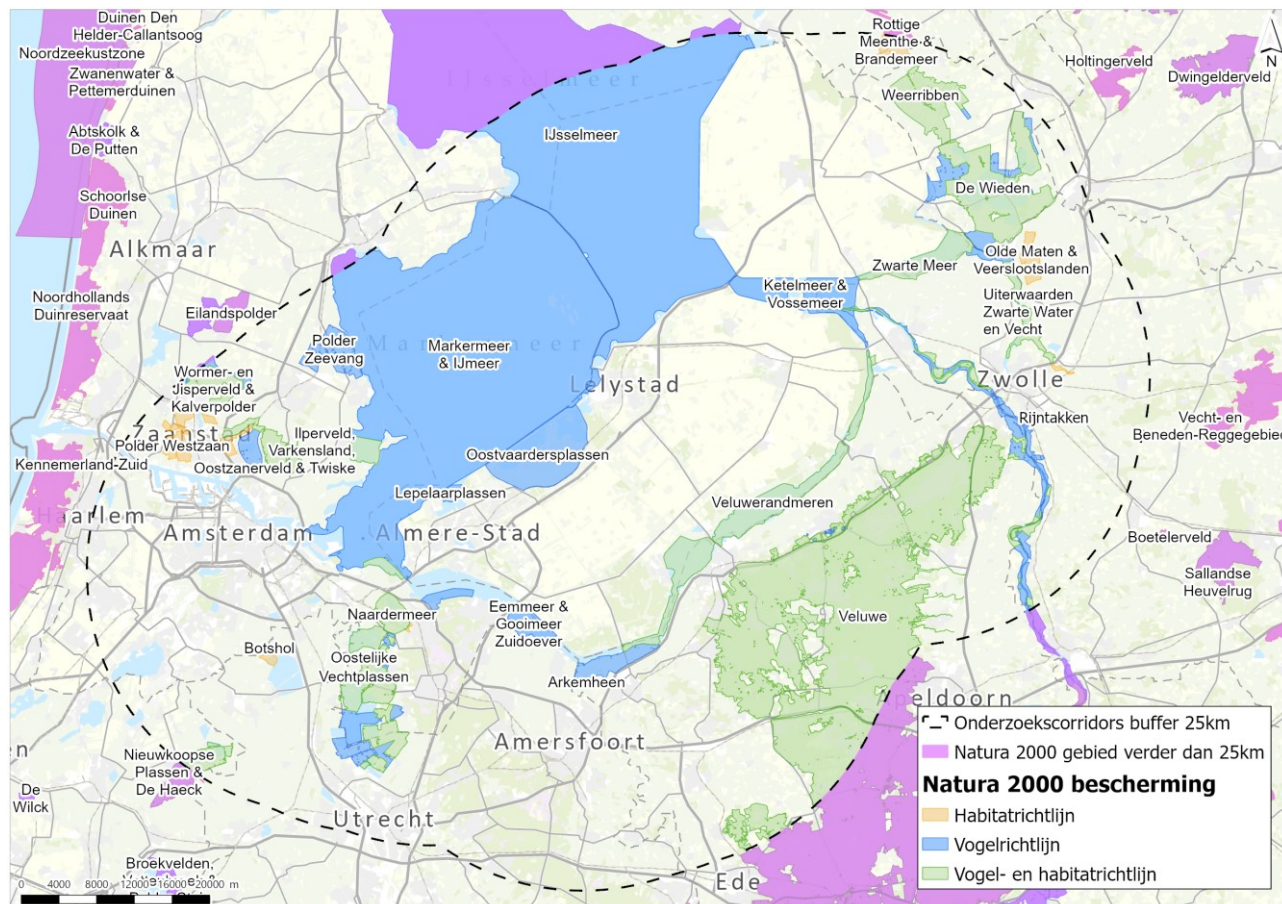 Duinen Den
Helder-Callantsoog
Noordzeekustzone
Zwanenwater &
Pettemerduinen
Abtskolk &
De Putten
Schoorlse
Duinen
Alkmaar
Noordhollands
Duinreservaat
Eilandspolder
Wormer- en
Jisperveld &
Kalverpolder
Zaanstad
Polder Westzaan
Kennemerland-Zuid
Haarlem
Amsterdam
Ilperveld,
Varkensland,
Oostzanerveld & Twiske
Polder
Zeevang
IJsselmeer
IJsselmeer
Markermeer
Markermeer
& IJmeer
Lelystad
Oostvaardersplassen
Lepelaarplassen
Almere-Stad
Rottige
Meenthe &
Brandemeer
Weerribben
Holtingerveld
Dwingelderveld
N
De Wieden
Zwarte Meer
Olde Maten &
Veerslootslanden
Ketelmeer &
Vossemeer
Uiterwaarden
Zwarte Water
en Vecht
Zwolle
Rijntakken
Vecht- en
Beneden-Reggegebied
Veluwerandmeren
Boetelerveld
Sallandse
Heuvelrug
Veluwe
Naardermeer
Eemmeer &
Gooimeer
Zuidoever
Arkemheen
Botshol
Oostelijke
Vechtplassen
Amersfoort
Nieuwkoopse
Plassen &
De Haeck
De
Wilck
Utrecht
Broekvelden,
Ede
peldoorn
Onderzoekscorridors buffer 25km
Natura 2000 gebied verder dan 25km
Natura 2000 bescherming
Habitatrichtlijn
Vogelrichtlijn
Vogel- en habitatrichtlijn
0 4000 8000 12000 16000 20000 m